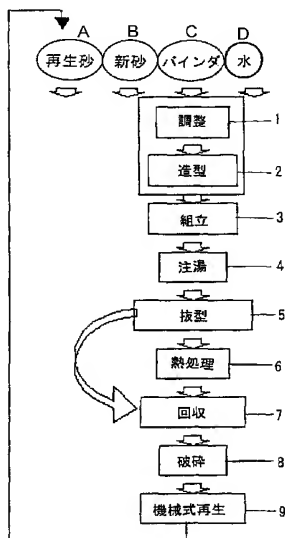 A B C D
再生砂 新砂 バインダ 水
調整 1
造型 2
組立 3
注湯 4
抜型 5
熱処理 6
回収 7
破砕 8
機械式再生 9